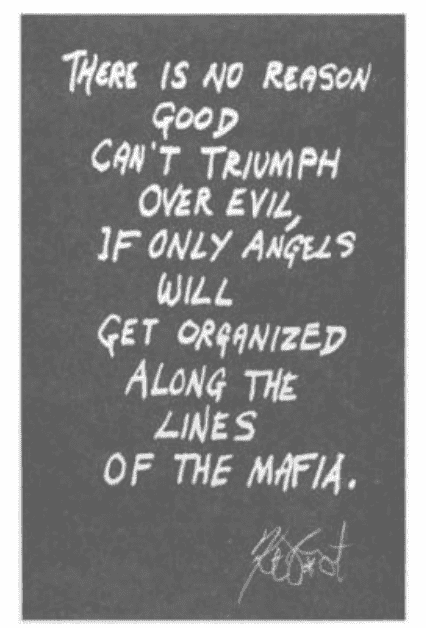 THERE IS NO REASON
GOOD
CAN'T TRIUMPH
OVER EVIL,
IF ONLY ANGELS
WILL
GET ORGANIZED
ALONG THE
LINES
OF THE MAFIA.